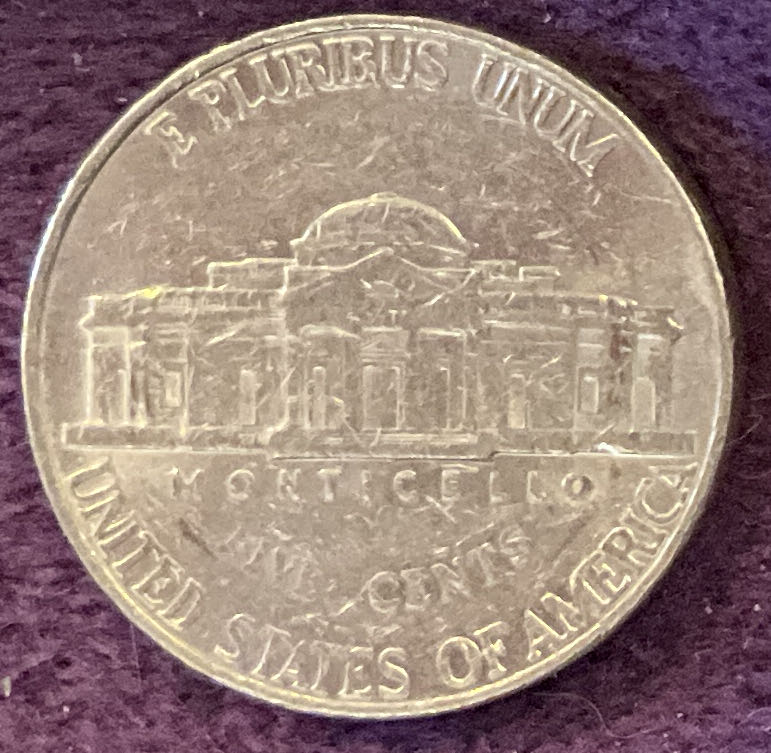 E PLURIBUS UNUM
MONTICELLO
FIVE CENTS
UNITED STATES OF AMERICA